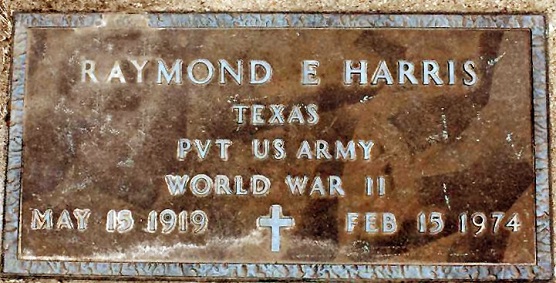 RAYMOND E HARRIS
TEXAS
PVT US ARMY
WORLD WAR II
MAY 15 1919 FEB 15 1974